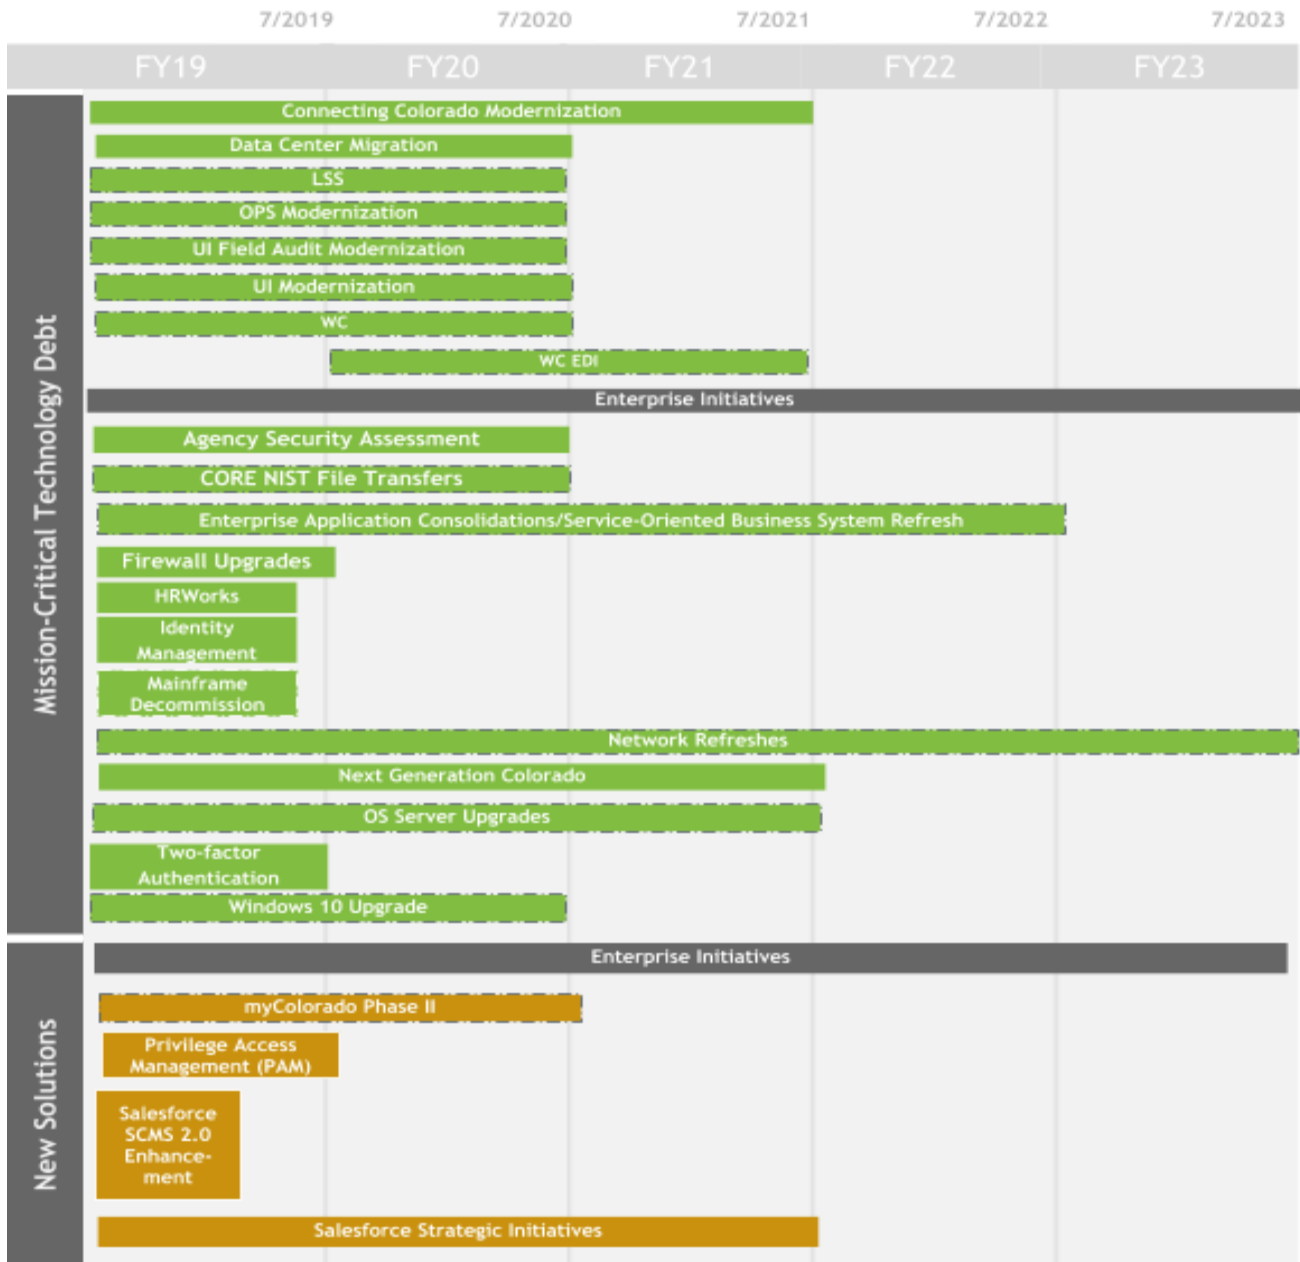 7/2019 7/2020 7/2021 7/2022 7/2023
FY19 FY20 FY21 FY22 FY23
Mission-Critical Technology Debt
Connecting Colorado Modernization
Data Center Migration
LSS
OPS Modernization
UI Field Audit Modernization
UI Modernization
WC
WC EDI
Enterprise Initiatives
Agency Security Assessment
CORE NIST File Transfers
Enterprise Application Consolidations/Service-Oriented Business System Refresh
Firewall Upgrades
HRWorks
Identity
Management
Mainframe
Decommission
Network Refreshes
Next Generation Colorado
OS Server Upgrades
Two-factor
Authentication
Windows 10 Upgrade
New Solutions
Enterprise Initiatives
myColorado Phase II
Privilege Access
Management (PAM)
Salesforce
SCMS 2.0
Enhance-
ment
Salesforce Strategic Initiatives